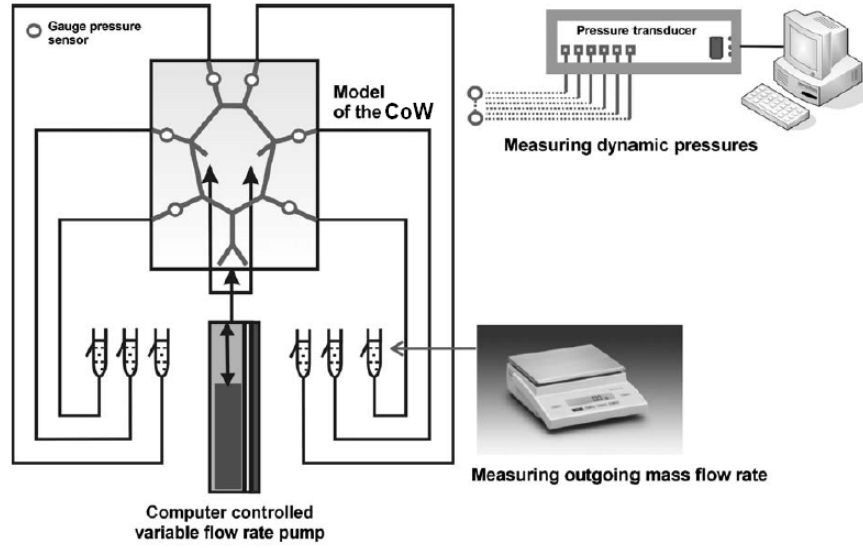 Gauge pressure
sensor
Model
of the CoW
Pressure transducer
Measuring dynamic pressures
Measuring outgoing mass flow rate
Computer controlled
variable flow rate pump